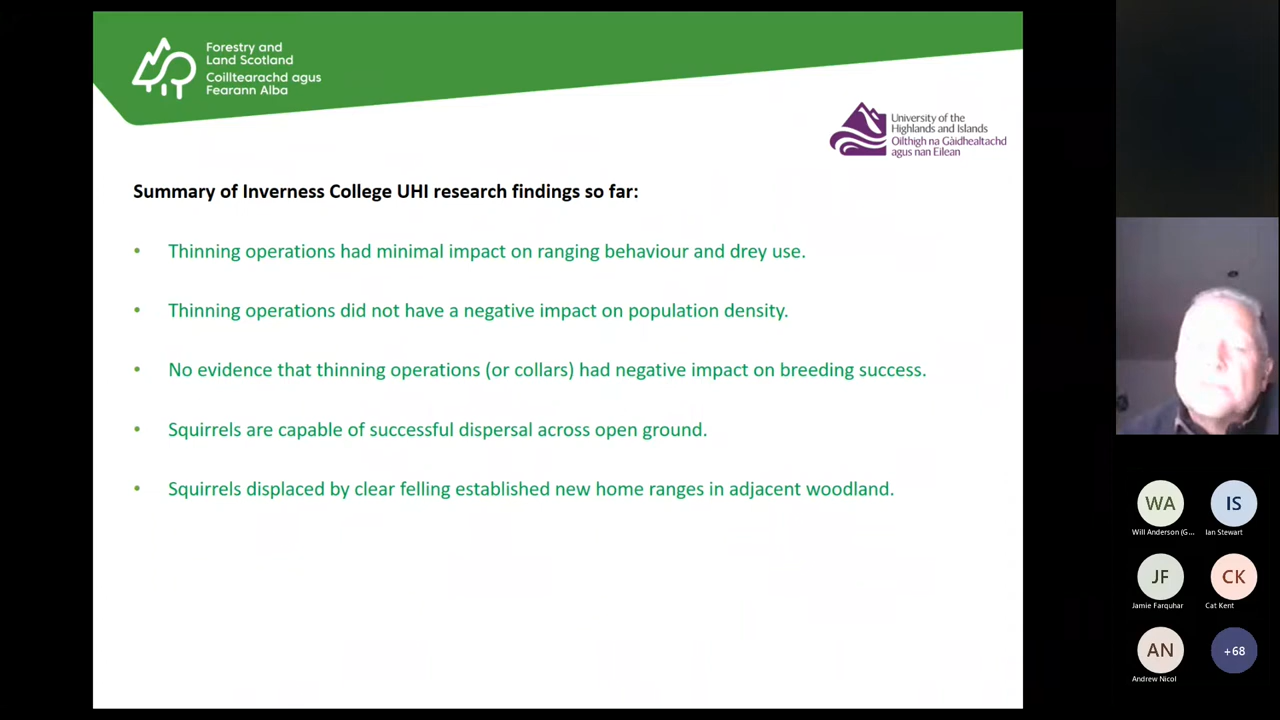 Forestry and
Land Scotland
Coilltearachd agus
Fearann Alba
University of the
Highlands and Islands
Oilthigh na Gàidhealtachd
agus nan Eilean
Summary of Inverness College UHI research findings so far:
• Thinning operations had minimal impact on ranging behaviour and drey use.
• Thinning operations did not have a negative impact on population density.
• No evidence that thinning operations (or collars) had negative impact on breeding success.
• Squirrels are capable of successful dispersal across open ground.
• Squirrels displaced by clear felling established new home ranges in adjacent woodland.
WA
IS
Will Anderson (G...
Ian Stewart
JF
CK
Jamie Farquhar
Cat Kent
AN
+68
Andrew Nicol